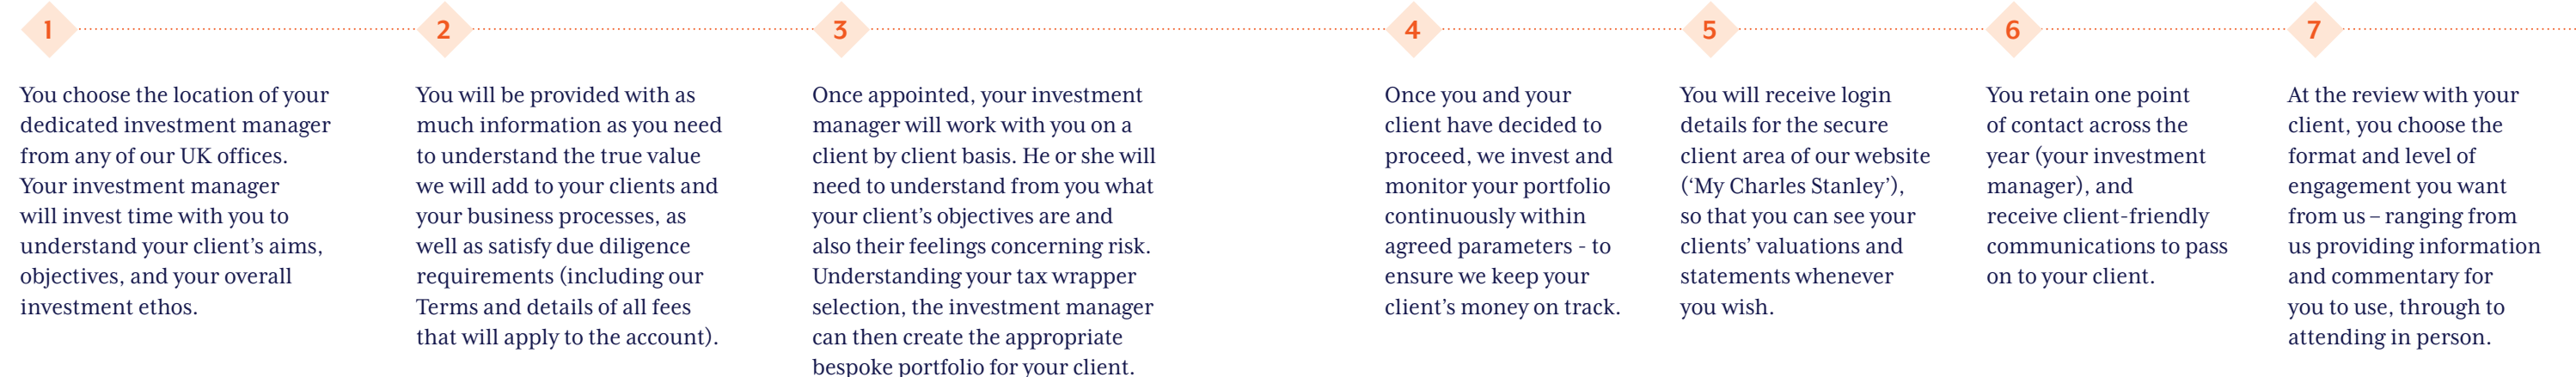 1
You choose the location of your
dedicated investment manager
from any of our UK offices.
Your investment manager
will invest time with you to
understand your client’s aims,
objectives, and your overall
investment ethos.
2
You will be provided with as
much information as you need
to understand the true value
we will add to your clients and
your business processes, as
well as satisfy due diligence
requirements (including our
Terms and details of all fees
that will apply to the account).
3
Once appointed, your investment
manager will work with you on a
client by client basis. He or she will
need to understand from you what
your client’s objectives are and
also their feelings concerning risk.
Understanding your tax wrapper
selection, the investment manager
can then create the appropriate
bespoke portfolio for your client.
4
Once you and your
client have decided to
proceed, we invest and
monitor your portfolio
continuously within
agreed parameters - to
ensure we keep your
client’s money on track.
5
You will receive login
details for the secure
client area of our website
(‘My Charles Stanley’),
so that you can see your
clients’ valuations and
statements whenever
you wish.
6
You retain one point
of contact across the
year (your investment
manager), and
receive client-friendly
communications to pass
on to your client.
7
At the review with your
client, you choose the
format and level of
engagement you want
from us – ranging from
us providing information
and commentary for
you to use, through to
attending in person.